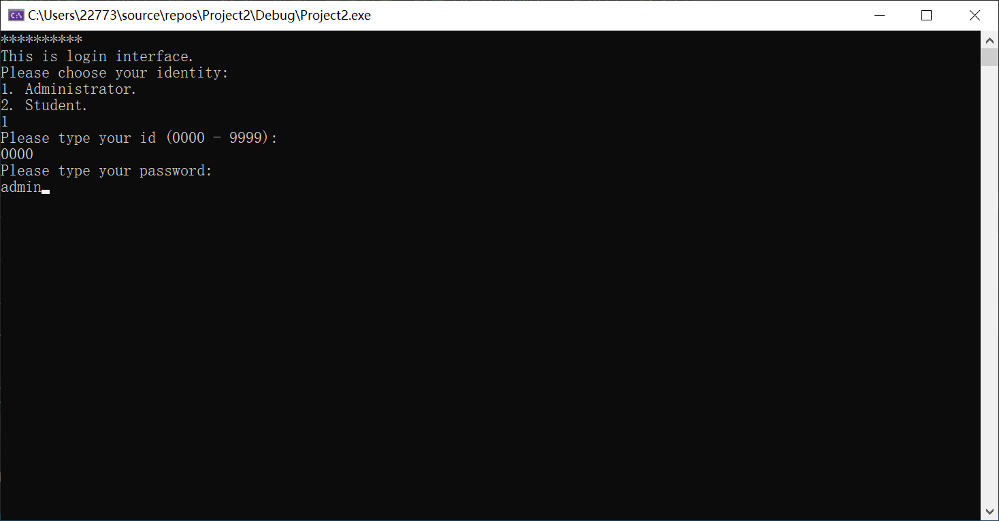 C:\Users\22773\source\repos\Project2\Debug\Project2.exe
**********
This is login interface.
Please choose your identity:
1. Administrator.
2. Student.
1
Please type your id (0000 - 9999):
0000
Please type your password:
admin